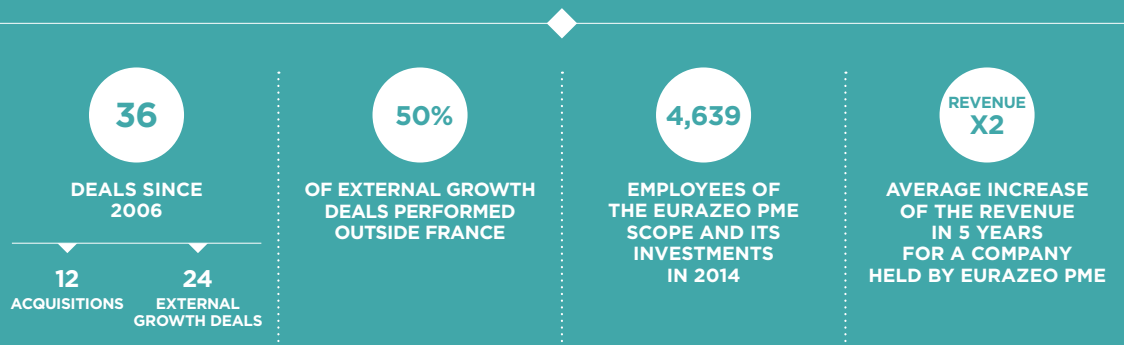 36
DEALS SINCE
2006
12
ACQUISITIONS
24
EXTERNAL
GROWTH DEALS
50%
OF EXTERNAL GROWTH
DEALS PERFORMED
OUTSIDE FRANCE
4,639
EMPLOYEES OF
THE EURAZEO PME
SCOPE AND ITS
INVESTMENTS
IN 2014
REVENUE
X2
AVERAGE INCREASE
OF THE REVENUE
IN 5 YEARS
FOR A COMPANY
HELD BY EURAZEO PME